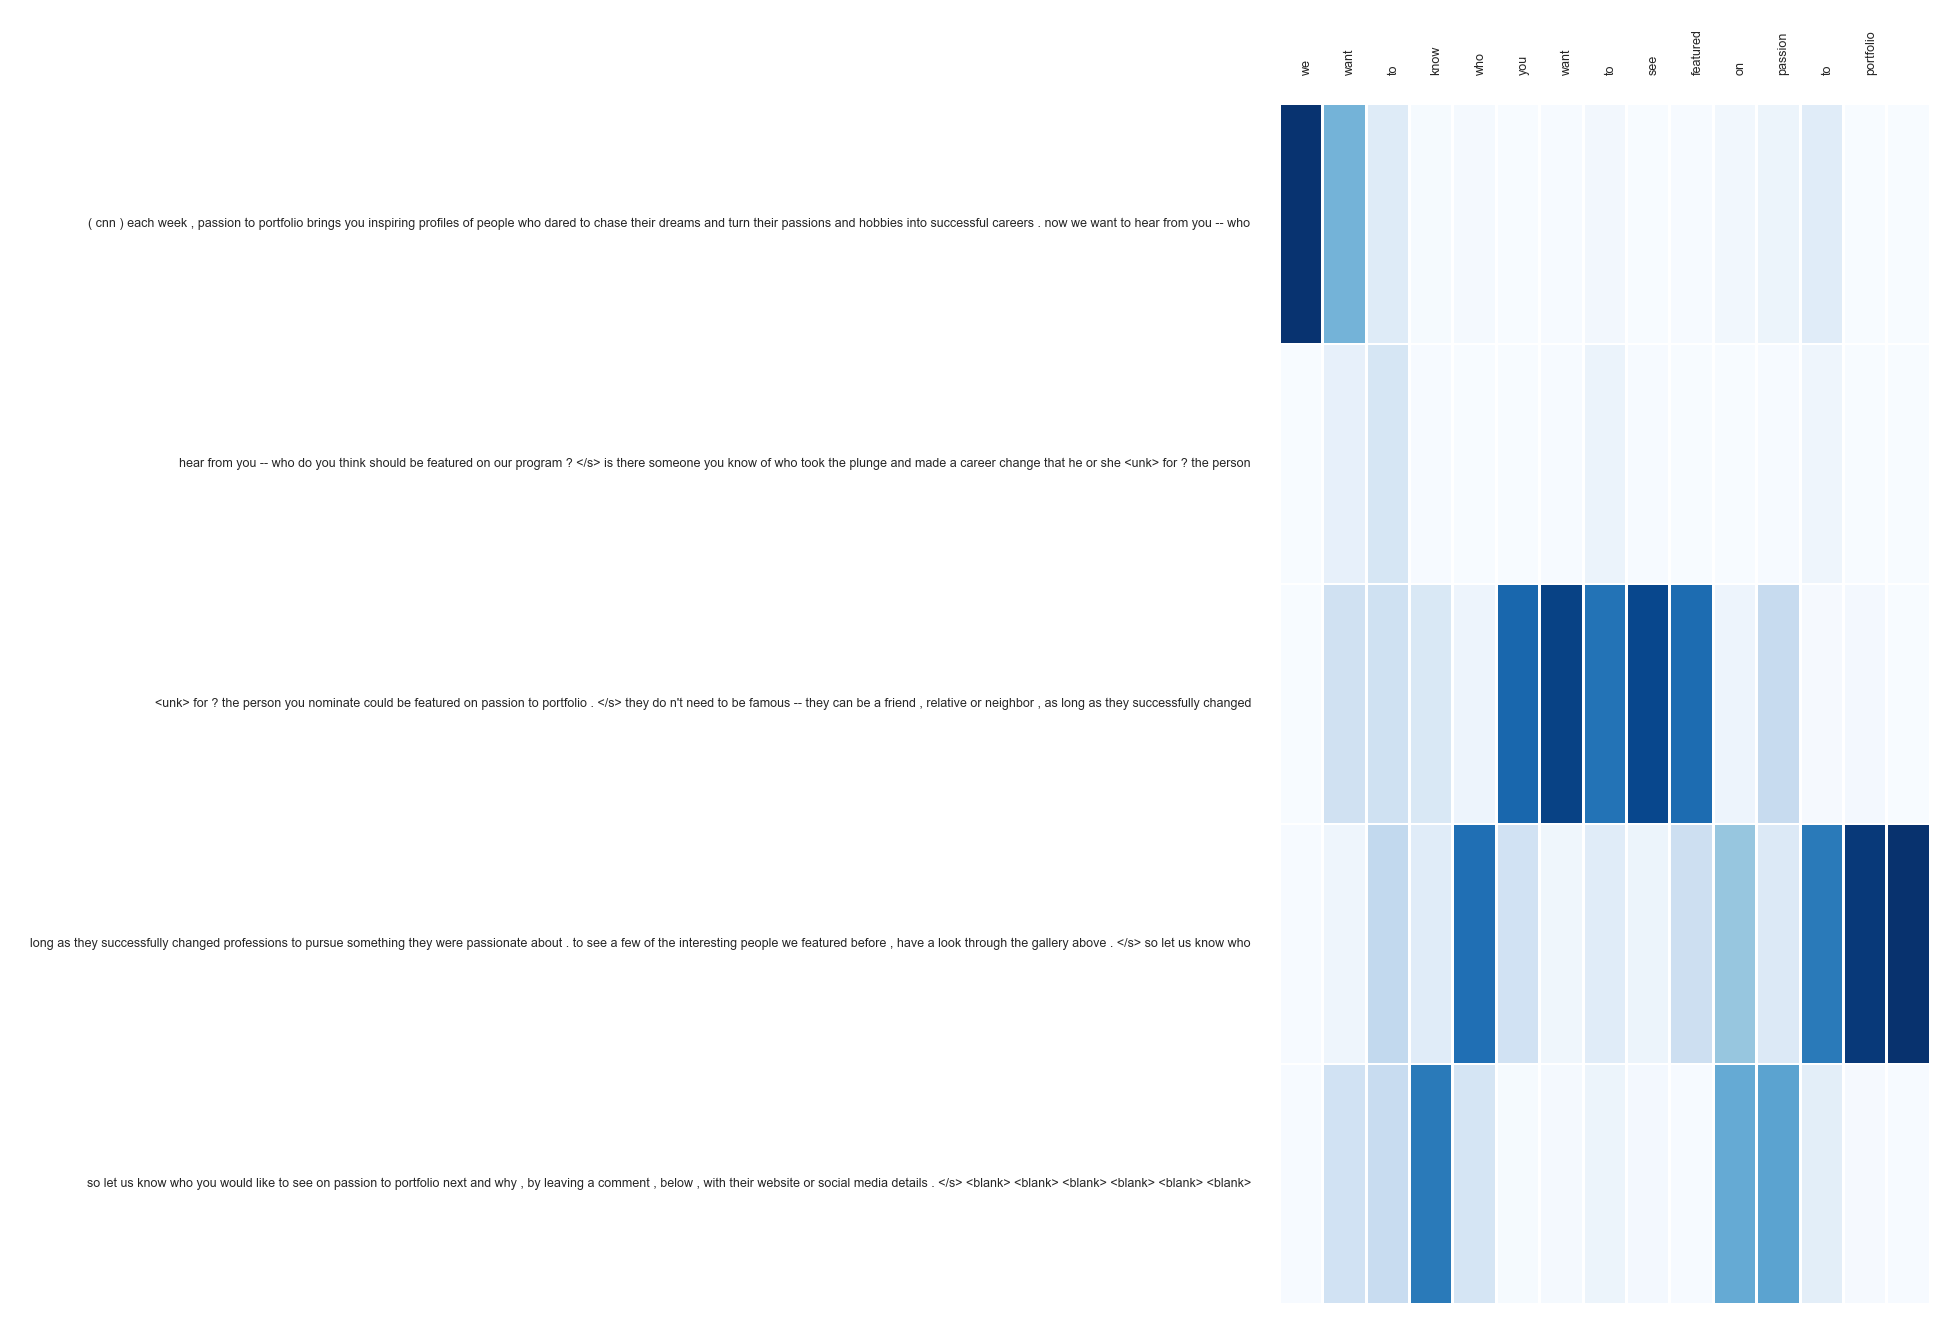 we want to know who you want to see featured on passion to portfolio
( cnn ) each week , passion to portfolio brings you inspiring profiles of people who dared to chase their dreams and turn their passions and hobbies into successful careers . now we want to hear from you -- who
hear from you -- who do you think should be featured on our program ? </s> is there someone you know of who took the plunge and made a career change that he or she <unk> for ? the person
<unk> for ? the person you nominate could be featured on passion to portfolio . </s> they do n't need to be famous -- they can be a friend , relative or neighbor , as long as they successfully changed
long as they successfully changed professions to pursue something they were passionate about . to see a few of the interesting people we featured before , have a look through the gallery above . </s> so let us know who
so let us know who you would like to see on passion to portfolio next and why , by leaving a comment , below , with their website or social media details . </s> <blank> <blank> <blank> <blank> <blank> <blank>